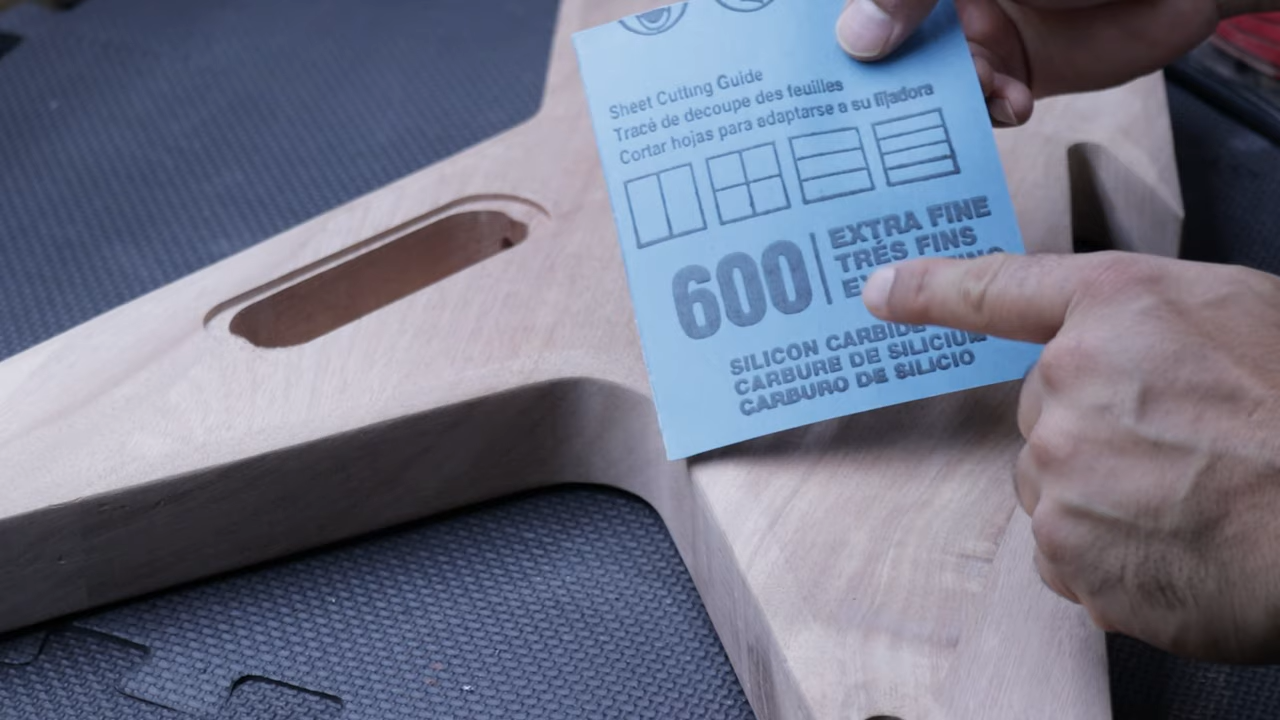 Sheet Cutting Guide
Tracé de decoupe des feuilles
Cortar hojas para adaptarse a su lijadora
600
EXTRA FINE
TRÉS FINS
SILICON CARBIDE
CARBURE DE SILICIUM
CARBURO DE SILICIO